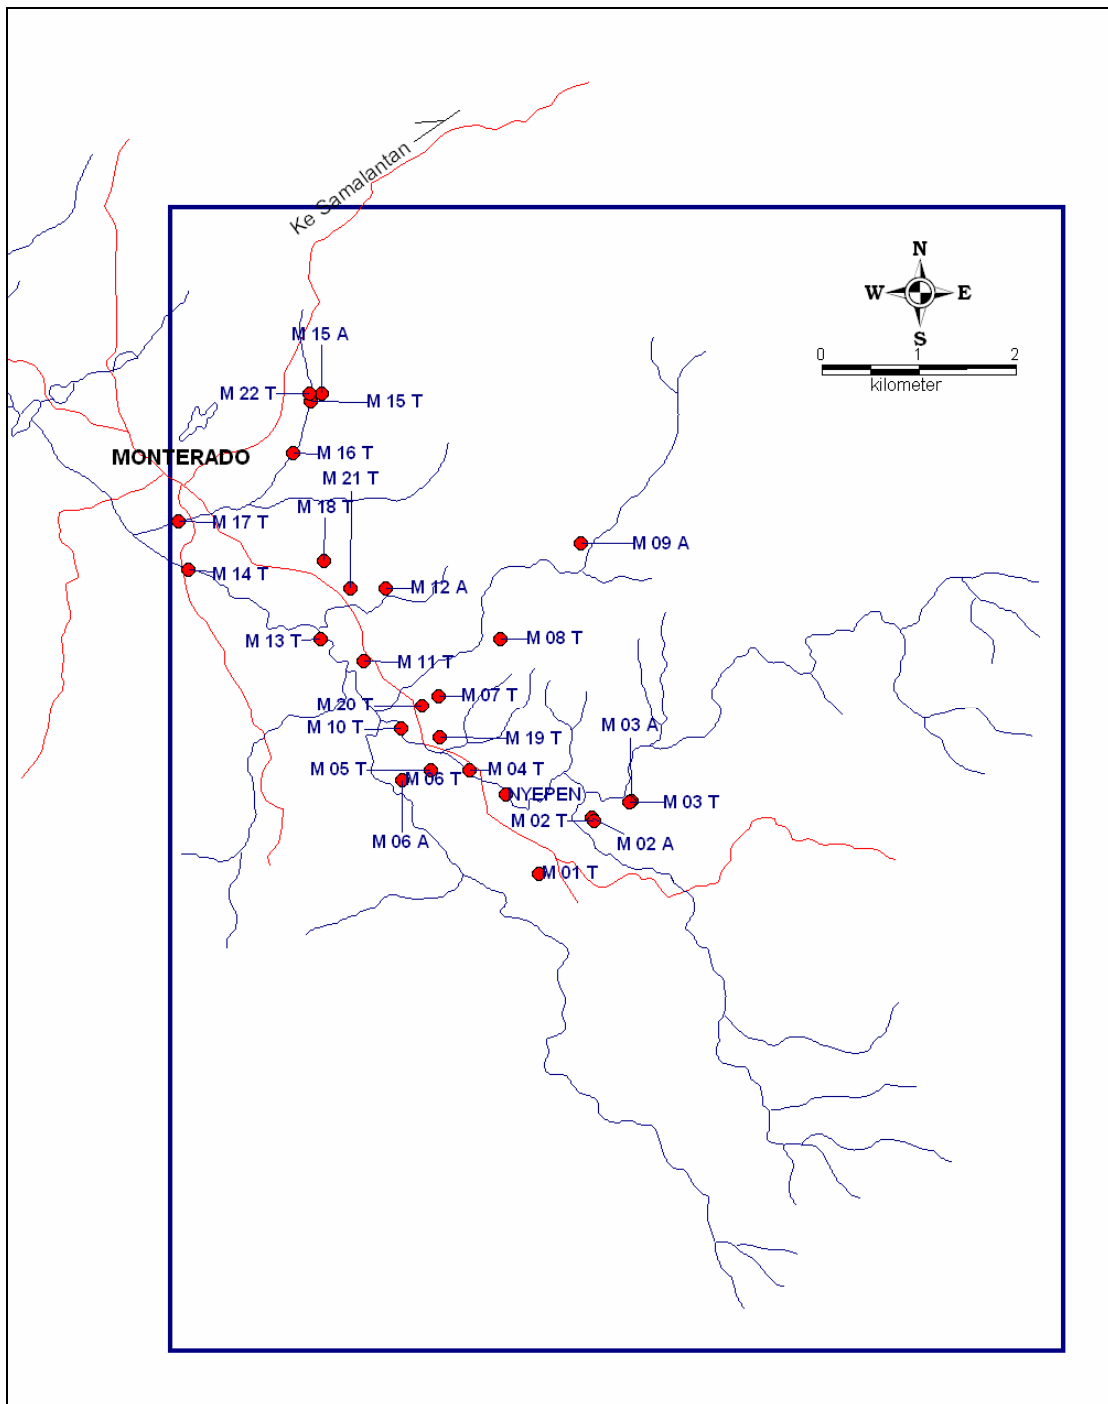 Ke Samalantan
N
W
E
S
0
1
2
kilometer
M 15 A
M 22 T
M 15 T
MONTERADO
M 16 T
M 21 T
M 18 T
M 17 T
M 09 A
M 14 T
M 12 A
M 13 T
M 08 T
M 11 T
M 07 T
M 20 T
M 10 T
M 03 A
M 19 T
M 05 T
M 06 T
M 04 T
NYEPEN
M 03 T
M 02 T
M 06 A
M 02 A
M 01 T